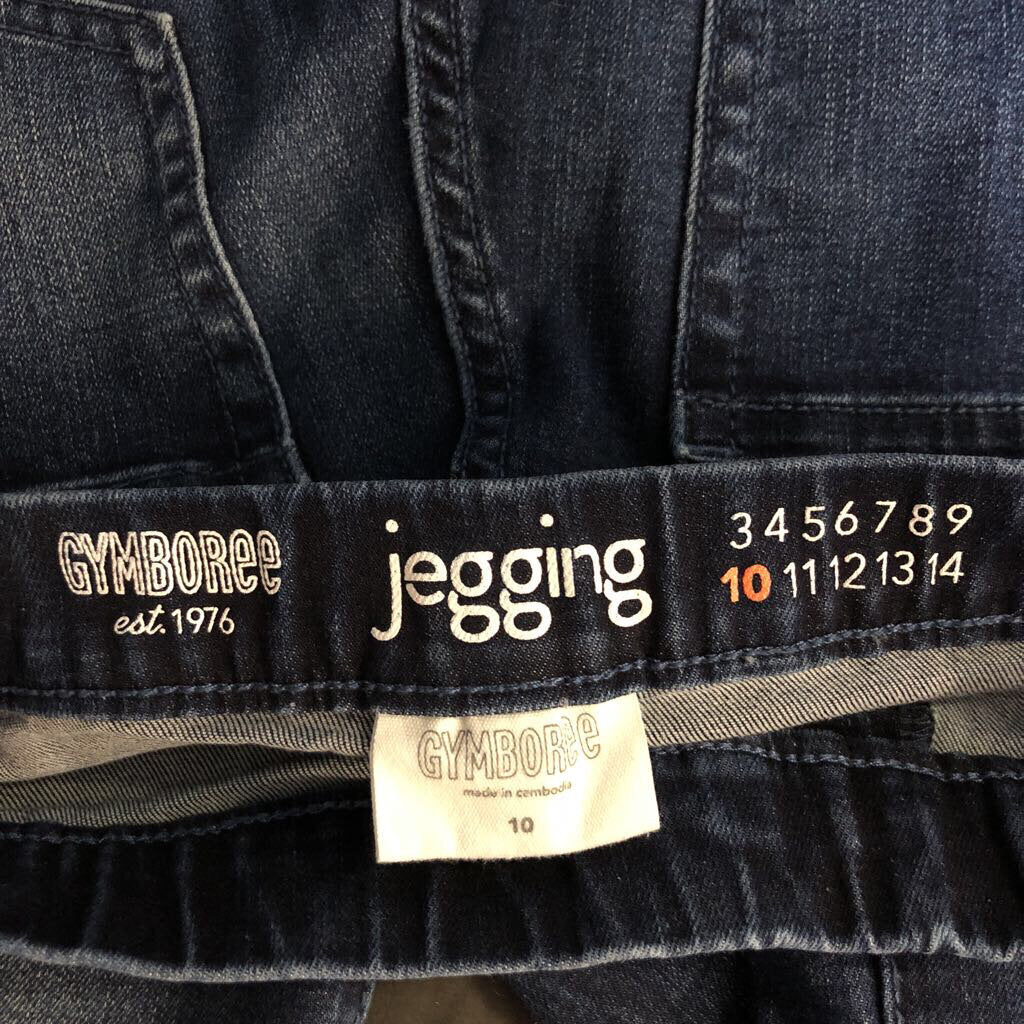 GYMBOREE
est. 1976
jegging
3 4 5 6 7 8 9
10 11 12 13 14
GYMBOREE
made in cambodia
10